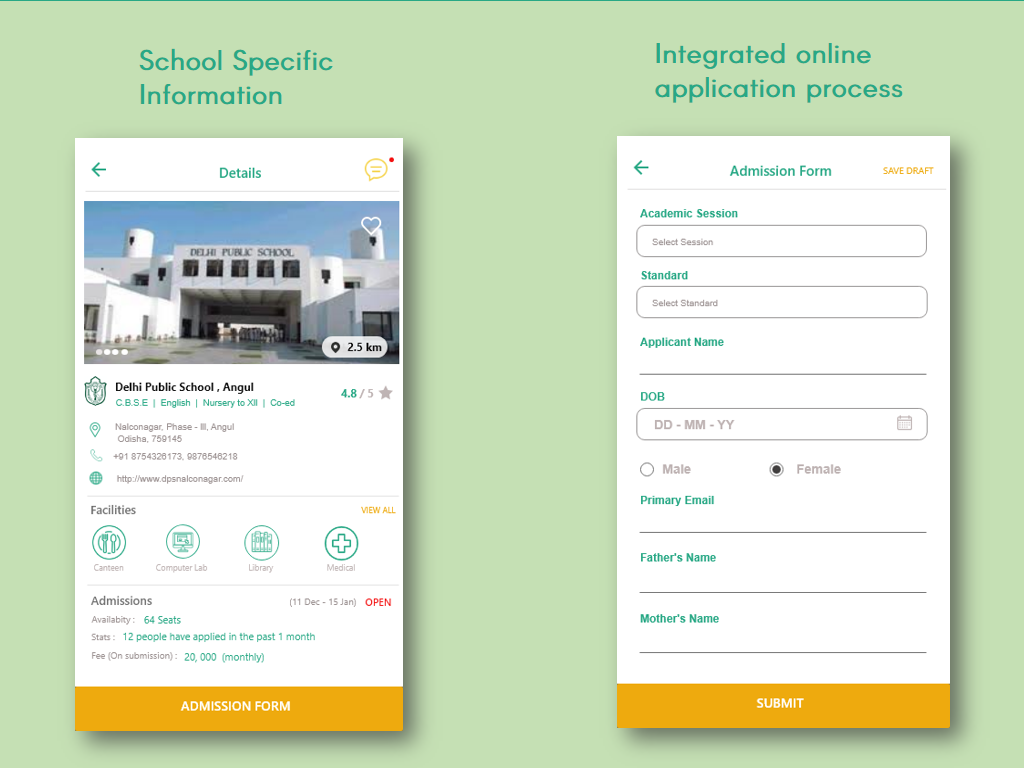 School Specific
Information
Details
DELHI PUBLIC SCHOOL
2.5 km
Delhi Public School , Angul
4.8 / 5
C.B.S.E | English | Nursery to XII | Co-ed
Nalconagar, Phase - III, Angul
Odisha, 759145
+91 8754326173, 9876546218
http://www.dpsnalconagar.com/
Facilities
VIEW ALL
Canteen
Computer Lab
Library
Medical
Admissions
(11 Dec - 15 Jan) OPEN
Availabity : 64 Seats
Stats : 12 people have applied in the past 1 month
Fee (On submission) : 20, 000 (monthly)
ADMISSION FORM
Integrated online
application process
Admission Form
SAVE DRAFT
Academic Session
Select Session
Standard
Select Standard
Applicant Name
DOB
DD - MM - YY
Male
Female
Primary Email
Father's Name
Mother's Name
SUBMIT